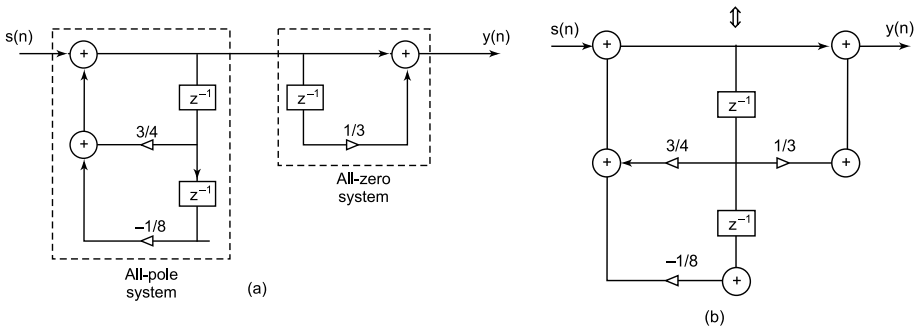 s(n)
+
+
y(n)
z⁻¹
z⁻¹
3/4
1/3
+
z⁻¹
–1/8
All-pole
system
All-zero
system
(a)
⇕
s(n)
+
+
y(n)
z⁻¹
3/4
1/3
+
+
z⁻¹
–1/8
+
(b)